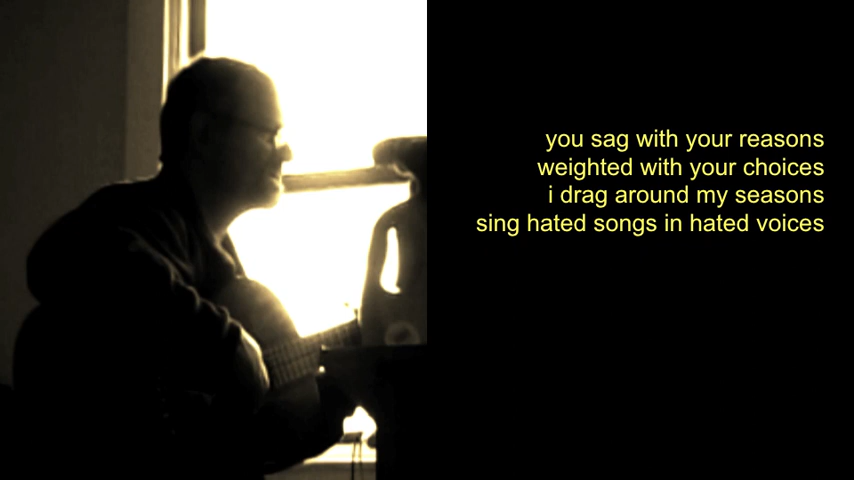 you sag with your reasons
weighted with your choices
i drag around my seasons
sing hated songs in hated voices